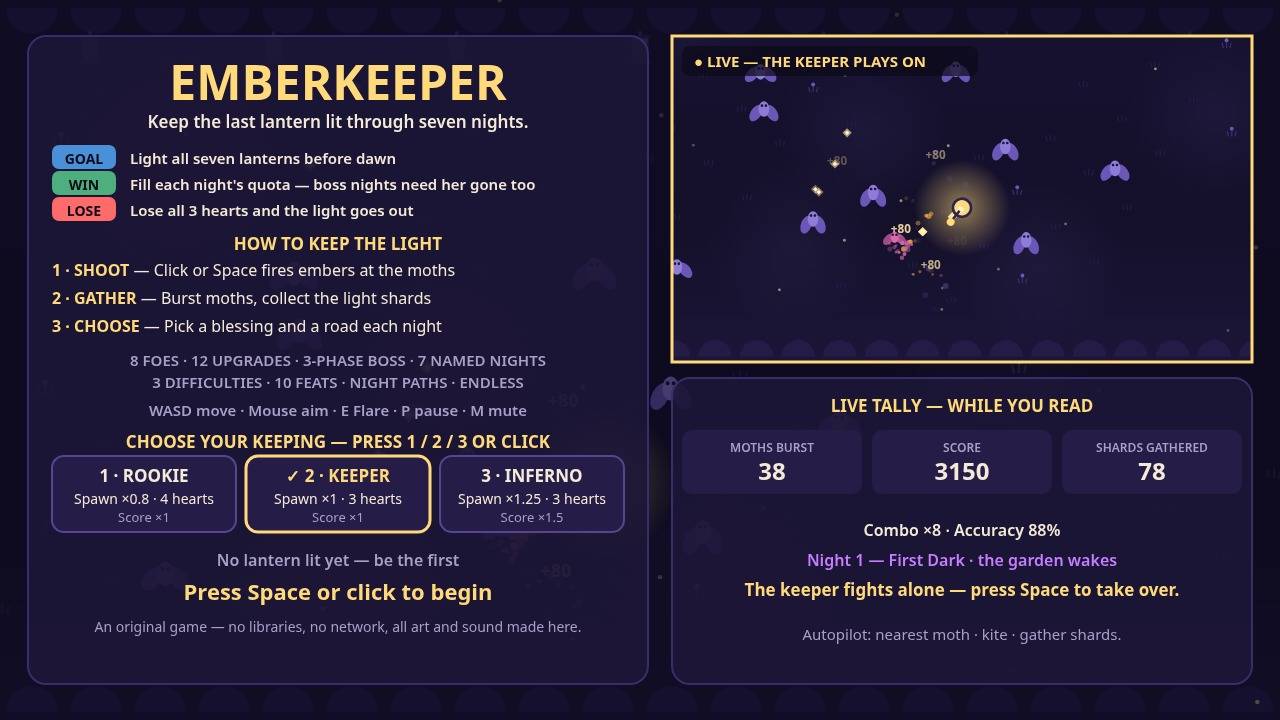 EMBERKEEPER
Keep the last lantern lit through seven nights.
GOAL Light all seven lanterns before dawn
WIN Fill each night's quota — boss nights need her gone too
LOSE Lose all 3 hearts and the light goes out
HOW TO KEEP THE LIGHT
1 · SHOOT — Click or Space fires embers at the moths
2 · GATHER — Burst moths, collect the light shards
3 · CHOOSE — Pick a blessing and a road each night
8 FOES · 12 UPGRADES · 3-PHASE BOSS · 7 NAMED NIGHTS
3 DIFFICULTIES · 10 FEATS · NIGHT PATHS · ENDLESS
WASD move · Mouse aim · E Flare · P pause · M mute
CHOOSE YOUR KEEPING — PRESS 1 / 2 / 3 OR CLICK
1 · ROOKIE
Spawn ×0.8 · 4 hearts
Score ×1
✓ 2 · KEEPER
Spawn ×1 · 3 hearts
Score ×1
3 · INFERNO
Spawn ×1.25 · 3 hearts
Score ×1.5
No lantern lit yet — be the first
Press Space or click to begin
An original game — no libraries, no network, all art and sound made here.
+80
+80
● LIVE — THE KEEPER PLAYS ON
+80
+80
+80
+80
+80
LIVE TALLY — WHILE YOU READ
MOTHS BURST
38
SCORE
3150
SHARDS GATHERED
78
Combo ×8 · Accuracy 88%
Night 1 — First Dark · the garden wakes
The keeper fights alone — press Space to take over.
Autopilot: nearest moth · kite · gather shards.